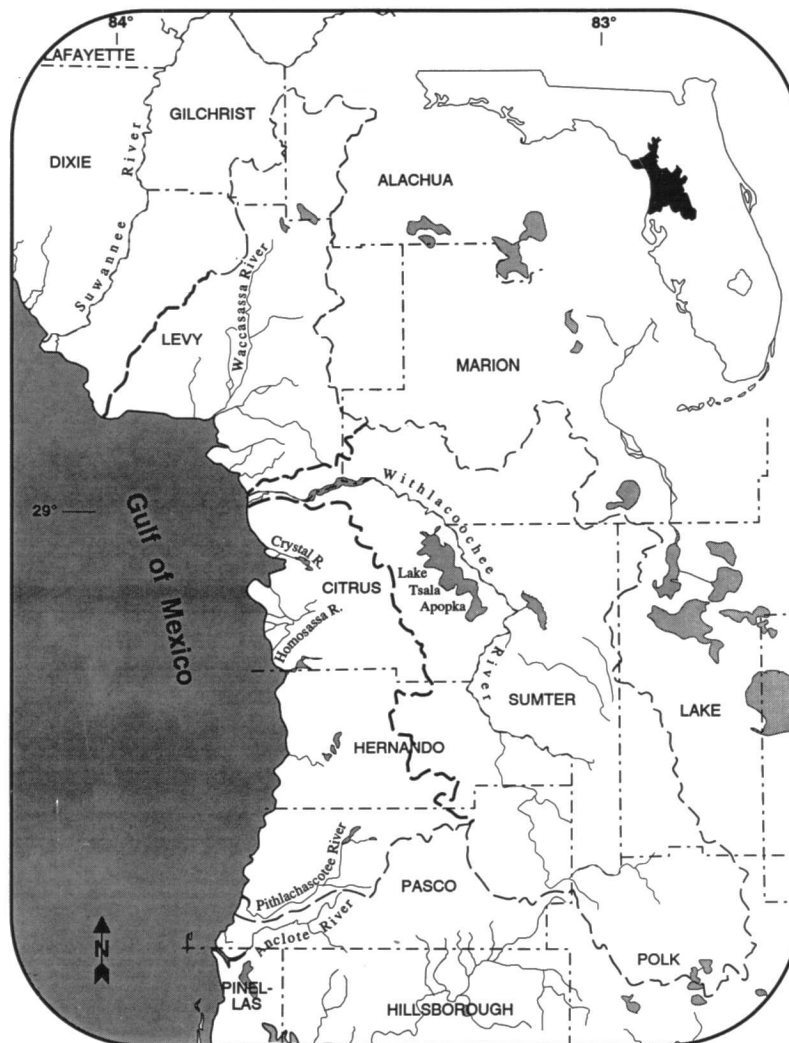 84°
83°
LAFAYETTE
GILCHRIST
DIXIE
Suwannee River
ALACHUA
LEVY
Waccasassa River
MARION
29°
Gulf of Mexico
Withlacoochee River
Crystal R.
Lake
Tsala
Apopka
CITRUS
Homosassa R.
SUMTER
LAKE
HERNANDO
Pithlachascotee River
PASCO
Anclote River
N
PINEL-
LAS
HILLSBOROUGH
POLK